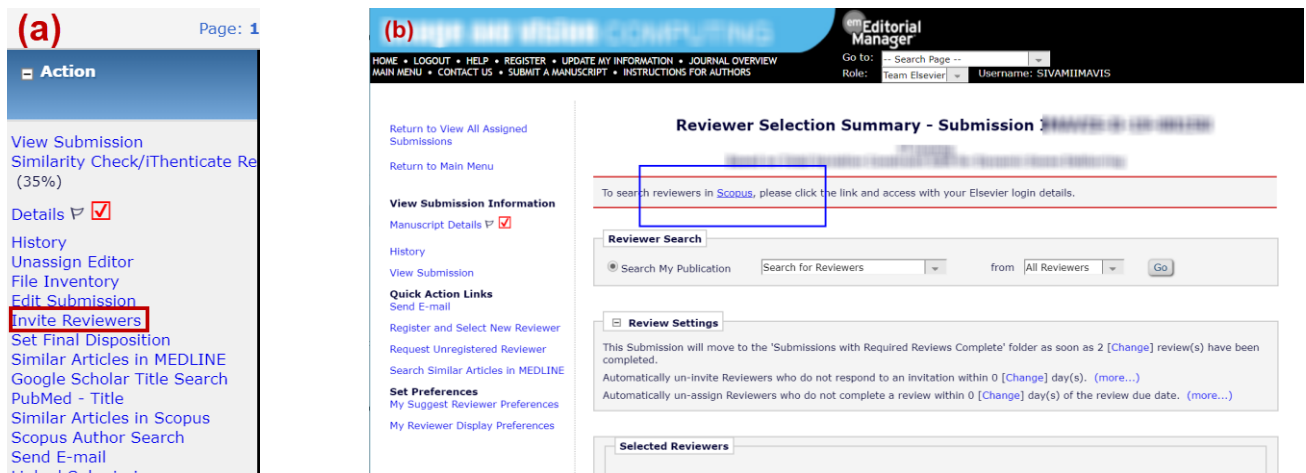 (a)
Page: 1
Action
View Submission
Similarity Check/iThenticate Re
(35%)
Details
History
Unassign Editor
File Inventory
Edit Submission
Invite Reviewers
Set Final Disposition
Similar Articles in MEDLINE
Google Scholar Title Search
PubMed - Title
Similar Articles in Scopus
Scopus Author Search
Send E-mail
(b)
em Editorial
Manager
HOME • LOGOUT • HELP • REGISTER • UPDATE MY INFORMATION • JOURNAL OVERVIEW
MAIN MENU • CONTACT US • SUBMIT A MANUSCRIPT • INSTRUCTIONS FOR AUTHORS
Go to: -- Search Page --
Role: Team Elsevier Username: SIVAMIIMAVIS
Return to View All Assigned
Submissions
Return to Main Menu
View Submission Information
Manuscript Details
History
View Submission
Quick Action Links
Send E-mail
Register and Select New Reviewer
Request Unregistered Reviewer
Search Similar Articles in MEDLINE
Set Preferences
My Suggest Reviewer Preferences
My Reviewer Display Preferences
Reviewer Selection Summary - Submission
To search reviewers in Scopus, please click the link and access with your Elsevier login details.
Reviewer Search
Search My Publication Search for Reviewers from All Reviewers Go
Review Settings
This Submission will move to the 'Submissions with Required Reviews Complete' folder as soon as 2 [Change] review(s) have been
completed.
Automatically un-invite Reviewers who do not respond to an invitation within 0 [Change] day(s). (more...)
Automatically un-assign Reviewers who do not complete a review within 0 [Change] day(s) of the review due date. (more...)
Selected Reviewers